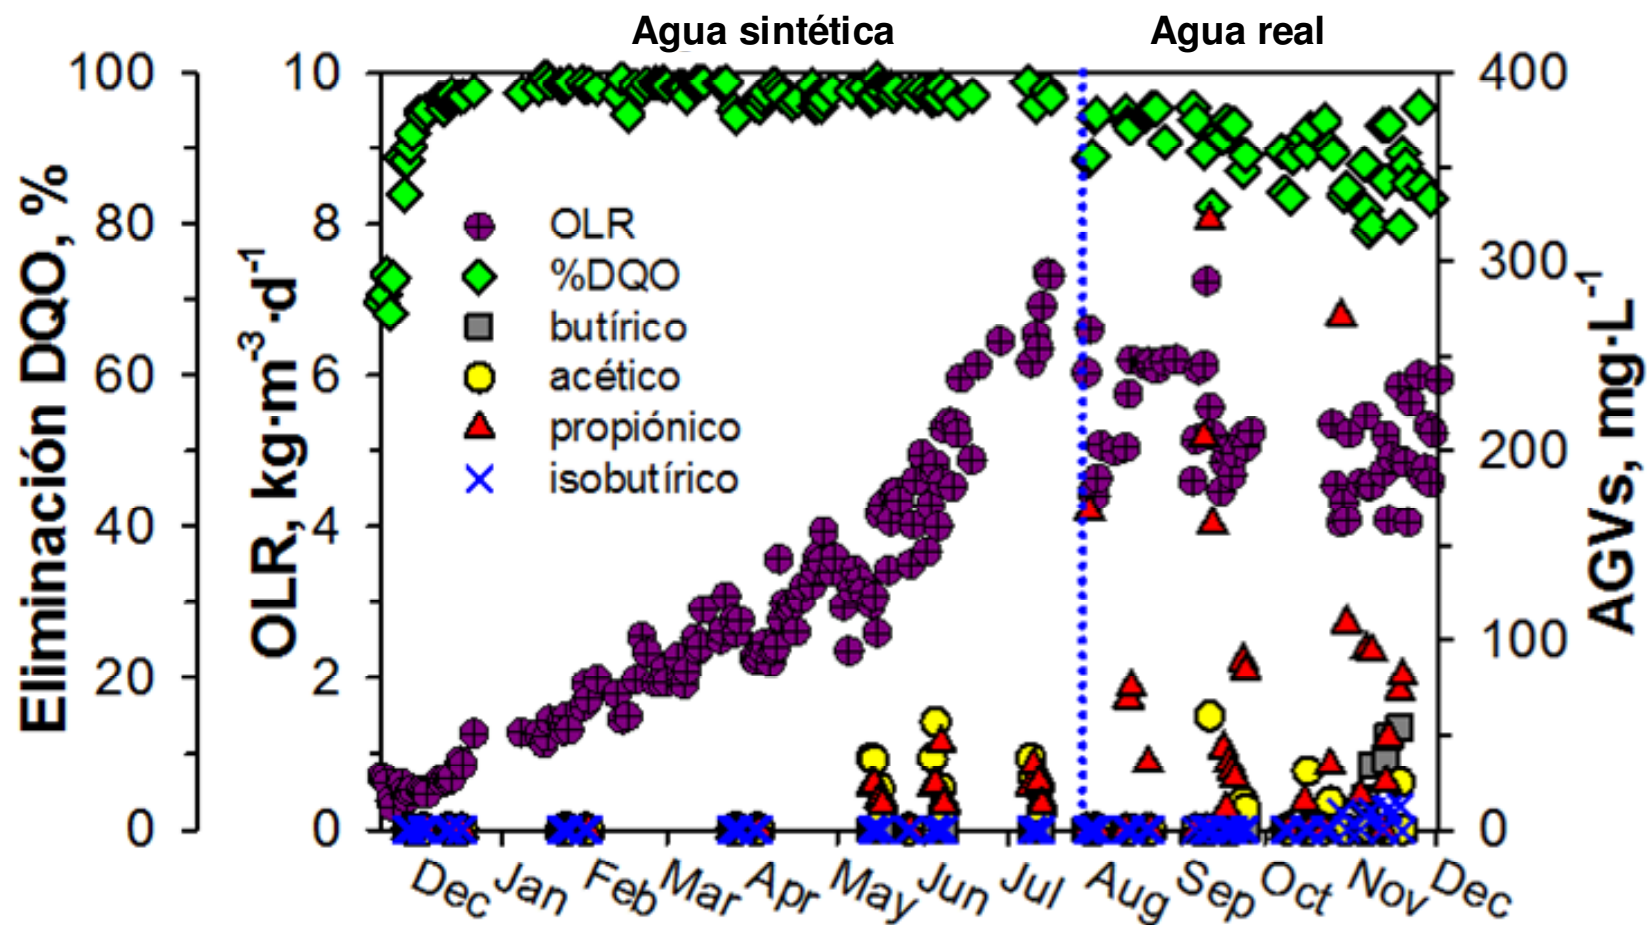 Agua sintética
Agua real
Eliminación DQO, %
100
80
60
40
20
0
OLR, kg·m-3·d-1
10
8
6
4
2
0
OLR
%DQO
butírico
acético
propiónico
isobutírico
400
300
200
100
0
AGVs, mg·L-1
Dec Jan Feb Mar Apr May Jun Jul Aug Sep Oct Nov Dec